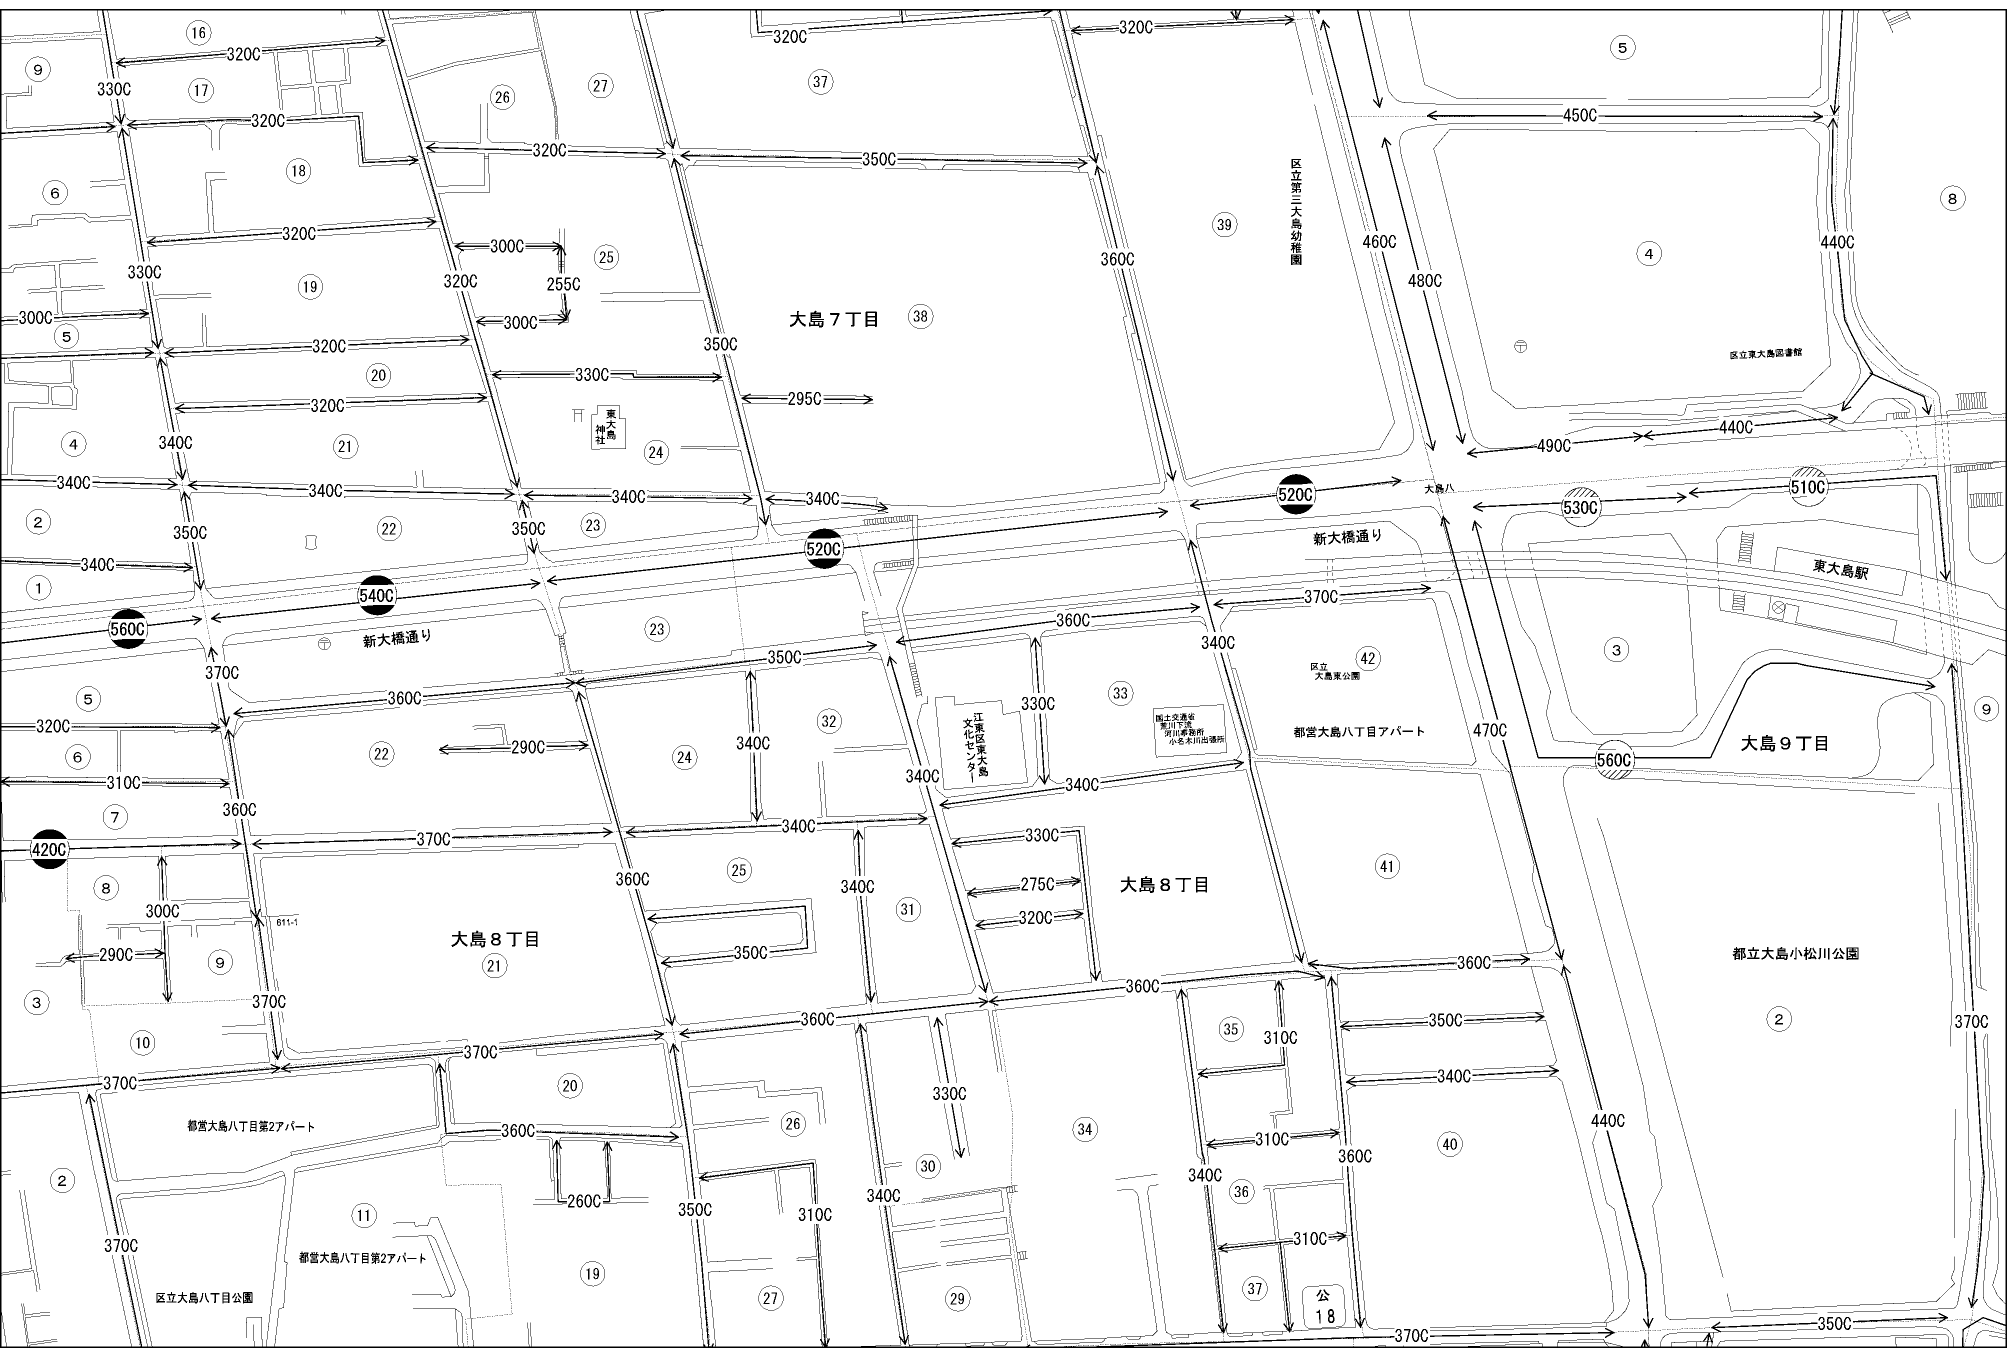 16
320C
320C
320C
5
9
330C
17
26
27
37
450C
320C
320C
350C
区立第三大島幼稚園
18
6
39
8
320C
300C
25
360C
460C
440C
4
330C
320C
255C
480C
19
300C
300C
大島7丁目
38
5
320C
350C
区立東大島図書館
20
330C
320C
295C
東大島神社
4
340C
21
24
490C
440C
340C
340C
340C
340C
520C
大島八
510C
530C
2
350C
22
350C
23
新大橋通り
520C
340C
東大島駅
1
540C
370C
560C
新大橋通り
23
360C
340C
3
350C
42
370C
区立
大島東公園
5
360C
33
330C
320C
32
江東区東大島
文化センター
国土交通省
荒川下流
河川事務所
小名木川出張所
都営大島八丁目アパート
470C
大島9丁目
9
6
22
290C
24
340C
560C
310C
340C
340C
360C
7
370C
340C
330C
420C
41
8
360C
25
340C
275C
大島8丁目
300C
31
320C
611-1
大島8丁目
290C
9
21
350C
360C
都立大島小松川公園
3
370C
360C
2
360C
350C
370C
10
35
310C
370C
370C
340C
20
330C
440C
都営大島八丁目第2アパート
26
34
360C
310C
40
360C
2
30
340C
260C
340C
36
11
350C
310C
370C
310C
都営大島八丁目第2アパート
19
区立大島八丁目公園
27
29
37
公
18
350C
370C